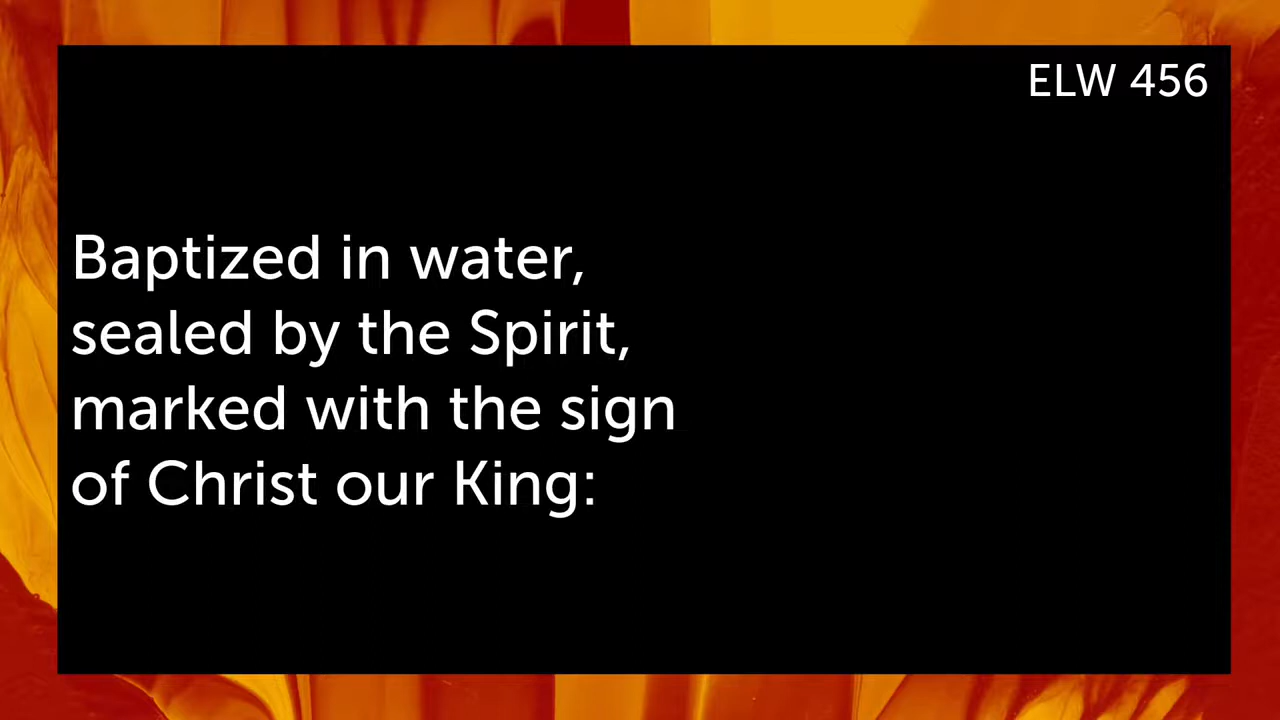 ELW 456
Baptized in water,
sealed by the Spirit,
marked with the sign
of Christ our King: